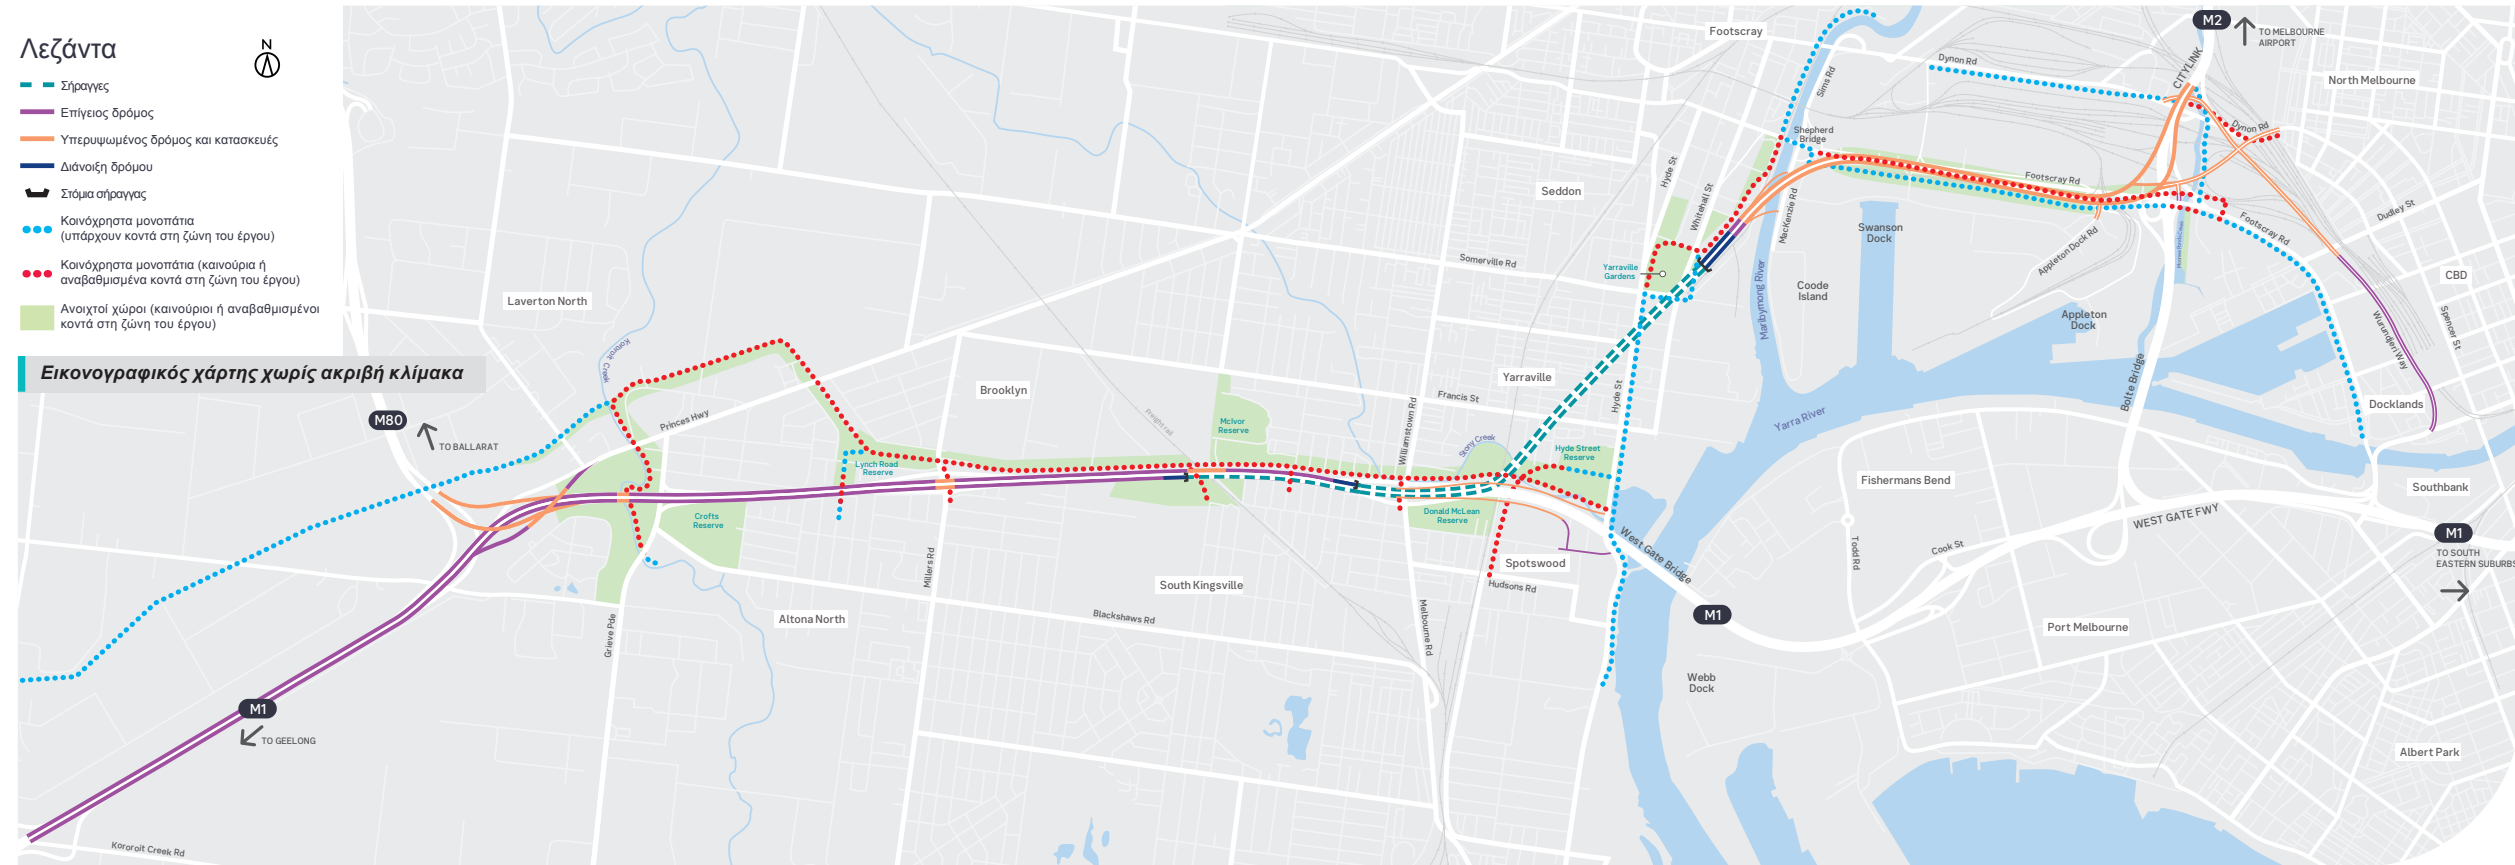 Λεζάντα
N
Σήραγγες
Επίγειος δρόμος
Υπερυψωμένος δρόμος και κατασκευές
Διάνοιξη δρόμου
Στόμια σήραγγας
Κοινόχρηστα μονοπάτια
(υπάρχουν κοντά στη ζώνη του έργου)
Κοινόχρηστα μονοπάτια (καινούρια ή
αναβαθμισμένα κοντά στη ζώνη του έργου)
Ανοιχτοί χώροι (καινούριοι ή αναβαθμισμένοι
κοντά στη ζώνη του έργου)
Εικονογραφικός χάρτης χωρίς ακριβή κλίμακα
M80
TO BALLARAT
M1
TO GEELONG
Kororoit Creek Rd
Laverton North
Kororoit
Creek
Princes Hwy
Grieve Pde
Crofts
Reserve
Lynch Road
Reserve
Altona North
Millers Rd
Brooklyn
Freight rail
McIvor
Reserve
South Kingsville
Blackshaws Rd
Williamstown Rd
Melbourne Rd
Donald McLean
Reserve
Stony Creek
Hyde Street
Reserve
Spotswood
Hudsons Rd
Francis St
Yarraville
Somerville Rd
Seddon
Footscray
Yarraville
Gardens
Hyde St
Hyde St
Whitehall St
MacKenzie Rd
Maribyrnong River
Sims Rd
Shepherd
Bridge
Coode
Island
Swanson
Dock
Appleton
Dock
Appleton Dock Rd
Footscray Rd
Footscray Rd
Dynon Rd
Dynon Rd
CITYLINK
M2
TO MELBOURNE
AIRPORT
North Melbourne
Dudley St
CBD
Spencer St
Wurundjeri Way
Docklands
Bolte Bridge
Yarra River
Fishermans Bend
West Gate Bridge
M1
Webb
Dock
Todd Rd
Cook St
WEST GATE FWY
Southbank
M1
TO SOUTH
EASTERN SUBURBS
Port Melbourne
Albert Park